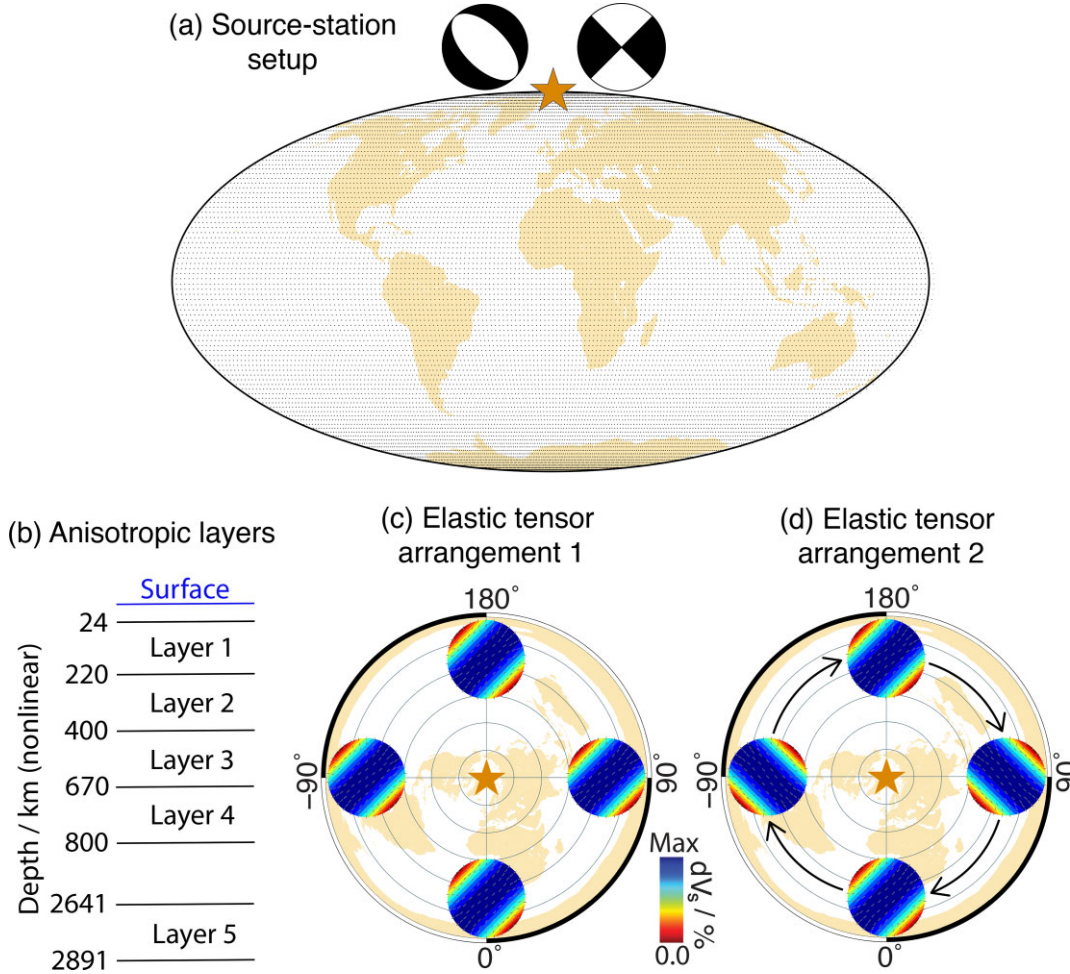 (a) Source-station
setup
(b) Anisotropic layers
Surface
Depth / km (nonlinear)
24
Layer 1
220
Layer 2
400
Layer 3
670
Layer 4
800
2641
Layer 5
2891
(c) Elastic tensor
arrangement 1
180°
−90°
90°
0°
Max
dVs / %
0.0
(d) Elastic tensor
arrangement 2
180°
−90°
90°
0°